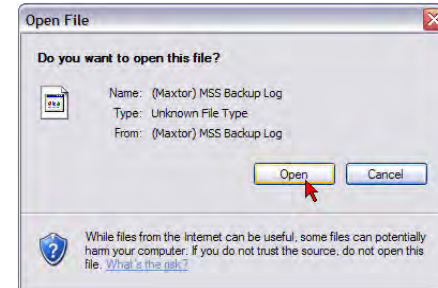 Open File
Do you want to open this file?
Name: (Maxtor) MSS Backup Log
Type: Unknown File Type
From: (Maxtor) MSS Backup Log
Open Cancel
While files from the Internet can be useful, some files can potentially
harm your computer. If you do not trust the source, do not open this
file. What's the risk?